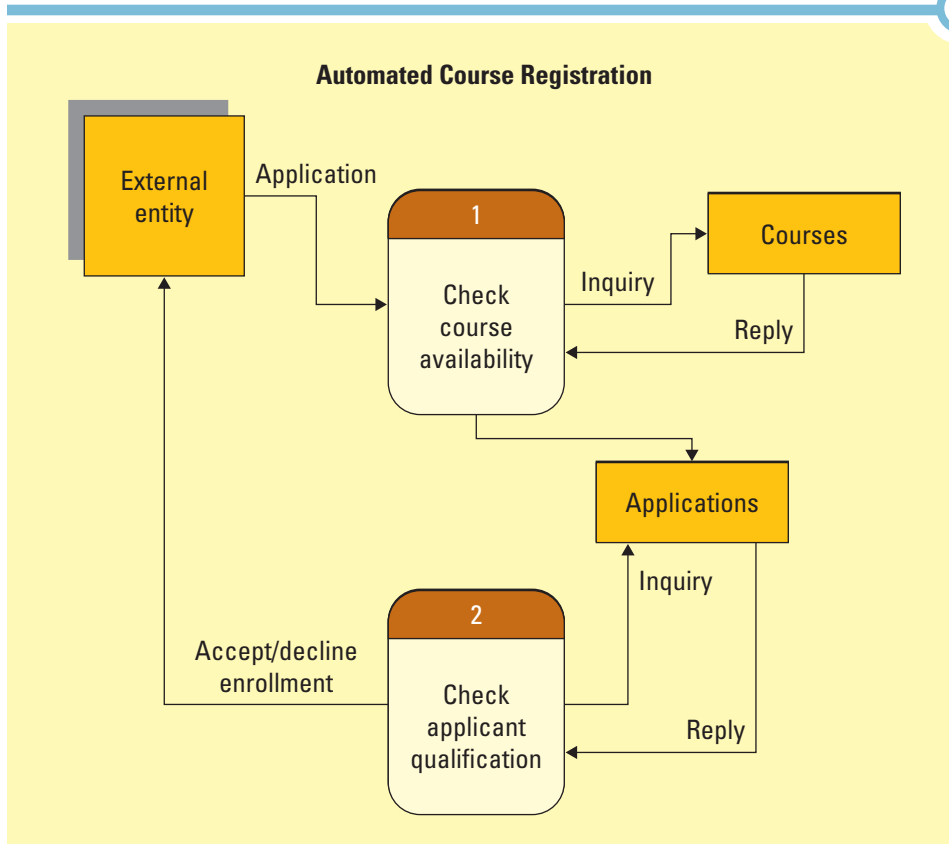 Automated Course Registration
External
entity
Application
1
Check
course
availability
Inquiry
Courses
Reply
Applications
Inquiry
2
Check
applicant
qualification
Accept/decline
enrollment
Reply